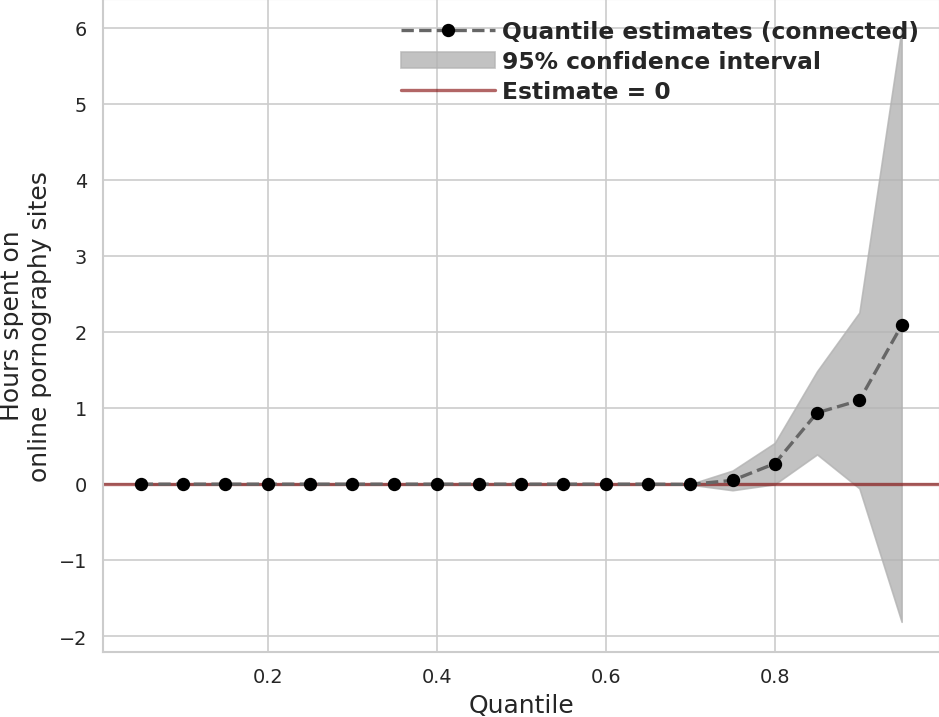 Quantile estimates (connected)
95% confidence interval
Estimate = 0
6
5
4
3
2
1
0
−1
−2
Hours spent on
online pornography sites
0.2
0.4
0.6
0.8
Quantile